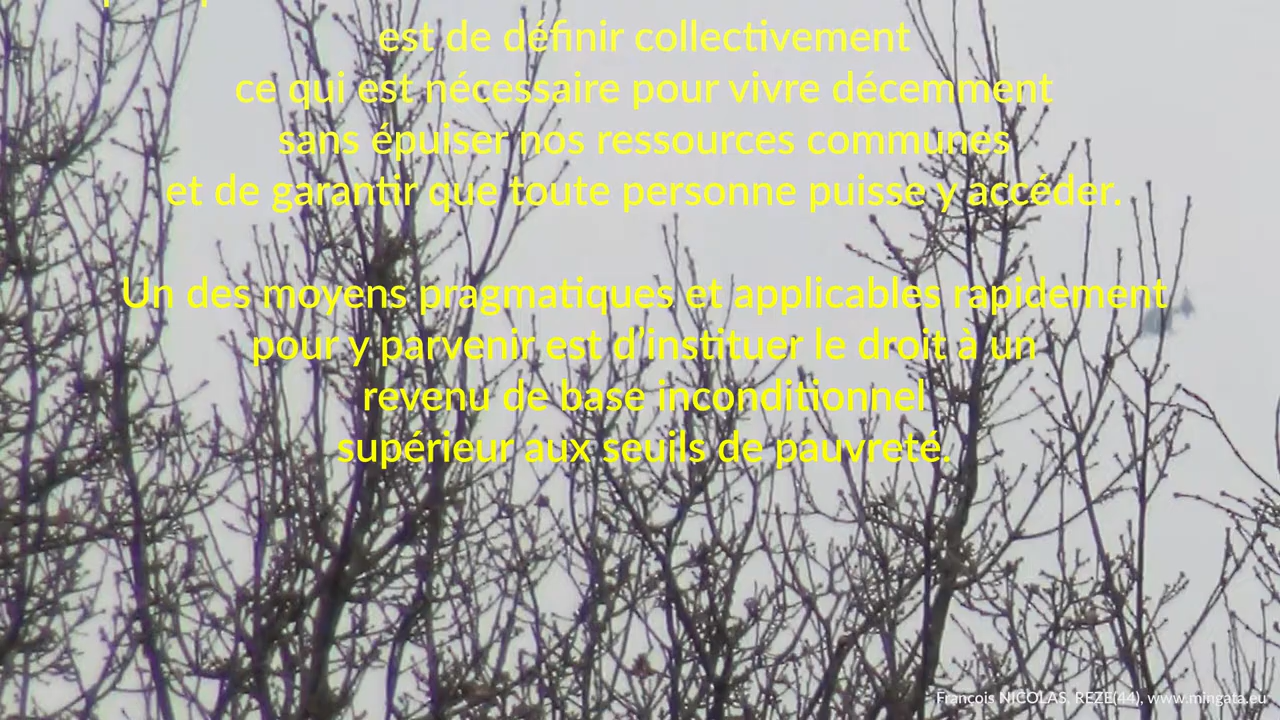 est de définir collectivement
ce qui est nécessaire pour vivre décemment
sans épuiser nos ressources communes
et de garantir que toute personne puisse y accéder.
Un des moyens pragmatiques et applicables rapidement
pour y parvenir est d’instituer le droit à un
revenu de base inconditionnel
supérieur aux seuils de pauvreté.
François NICOLAS, REZE(44), www.mingata.eu